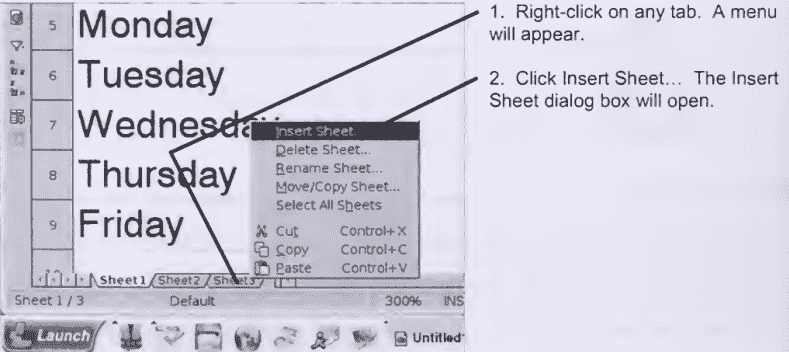 5 Monday
6 Tuesday
7 Wednesday
8 Thursday
9 Friday
Insert Sheet
Delete Sheet...
Rename Sheet...
Move/Copy Sheet...
Select All Sheets
Cut Control+X
Copy Control+C
Paste Control+V
Sheet1 Sheet2 Sheet3
Sheet 1 / 3 Default 300% INS
Launch Untitled1
1. Right-click on any tab. A menu
will appear.
2. Click Insert Sheet... The Insert
Sheet dialog box will open.